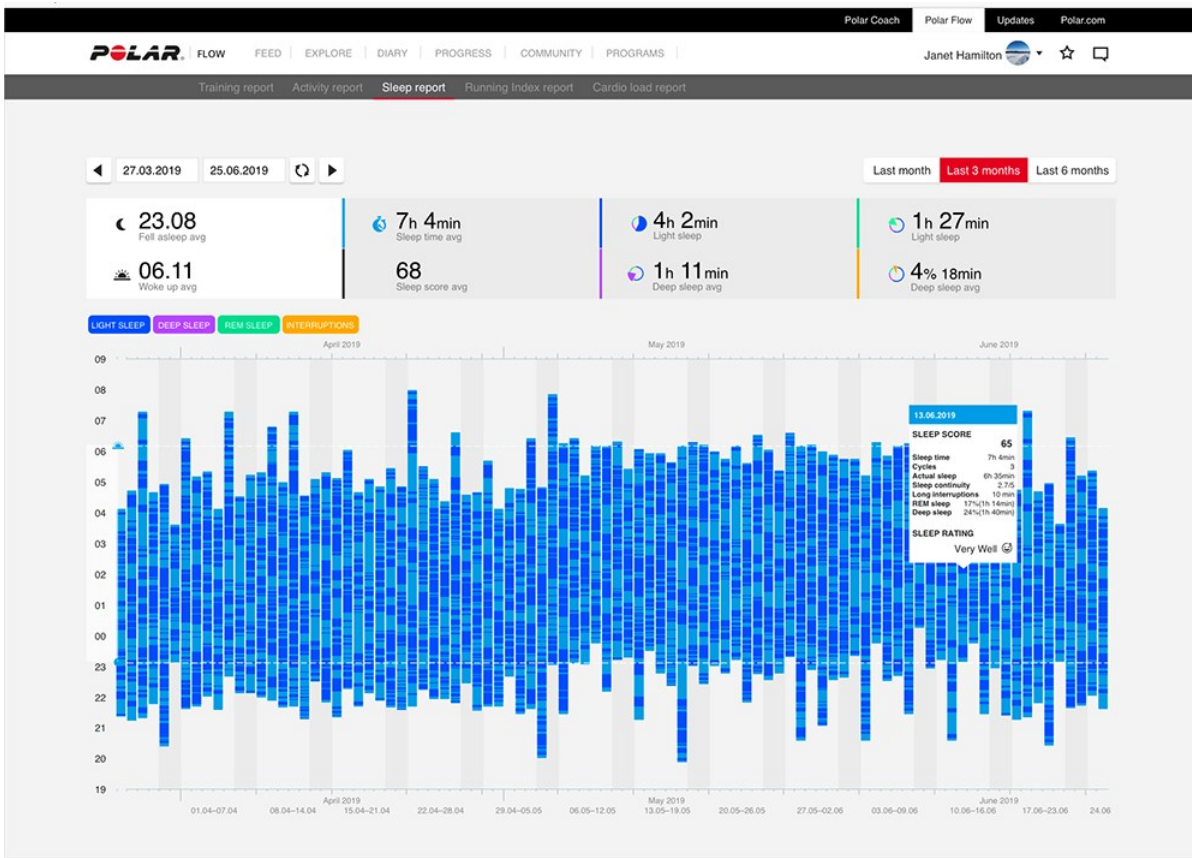 Polar Coach Polar Flow Updates Polar.com
POLAR. FLOW FEED EXPLORE DIARY PROGRESS COMMUNITY PROGRAMS Janet Hamilton
Training report Activity report Sleep report Running Index report Cardio load report
27.03.2019 25.06.2019 Last month Last 3 months Last 6 months
23.08
Fell asleep avg
06.11
Woke up avg
7h 4min
Sleep time avg
68
Sleep score avg
4h 2min
Light sleep
1h 11min
Deep sleep avg
1h 27min
Light sleep
4% 18min
Deep sleep avg
LIGHT SLEEP DEEP SLEEP REM SLEEP INTERRUPTIONS
April 2019 May 2019 June 2019
09
08
07
06
05
04
03
02
01
00
23
22
21
20
19
13.06.2019
SLEEP SCORE
65
Sleep time 7h 4min
Cycles 3
Actual sleep 6h 35min
Sleep continuity 2.7/5
Long interruptions 10 min
REM sleep 17%(1h 14min)
Deep sleep 24%(1h 40min)
SLEEP RATING
Very Well
April 2019 May 2019 June 2019
01.04–07.04 08.04–14.04 15.04–21.04 22.04–28.04 29.04–05.05 06.05–12.05 13.05–19.05 20.05–26.05 27.05–02.06 03.06–09.06 10.06–16.06 17.06–23.06 24.06